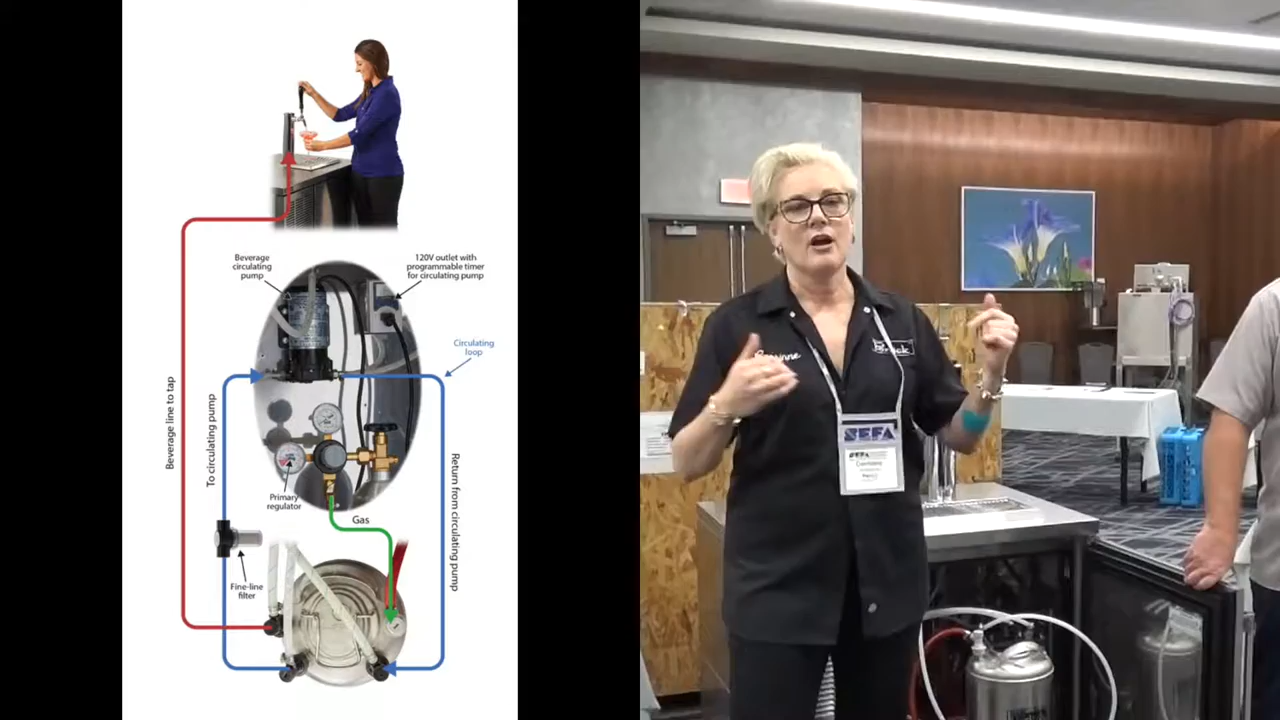 Beverage
circulating
pump
120V outlet with
programmable timer
for circulating pump
Circulating
loop
Beverage line to tap
To circulating pump
Primary
regulator
Gas
Return from circulating pump
Fine-line
filter
SEFA